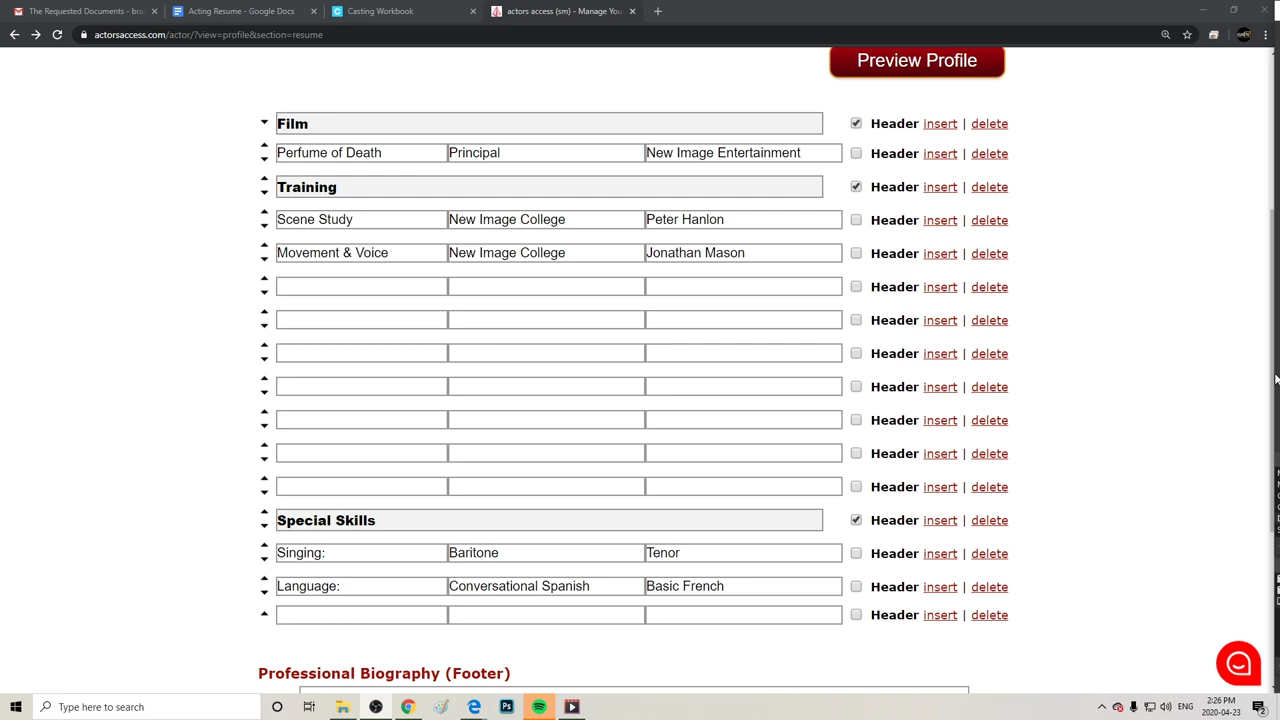 The Requested Documents - bra
Acting Resume - Google Docs
Casting Workbook
actors access (sm) - Manage You
actorsaccess.com/actor/?view=profile&section=resume
Preview Profile
Film Header insert | delete
Perfume of Death Principal New Image Entertainment Header insert | delete
Training Header insert | delete
Scene Study New Image College Peter Hanlon Header insert | delete
Movement & Voice New Image College Jonathan Mason Header insert | delete
Header insert | delete
Header insert | delete
Header insert | delete
Header insert | delete
Header insert | delete
Header insert | delete
Header insert | delete
Special Skills Header insert | delete
Singing: Baritone Tenor Header insert | delete
Language: Conversational Spanish Basic French Header insert | delete
Header insert | delete
Professional Biography (Footer)
Type here to search
ENG
2:26 PM
2020-04-23